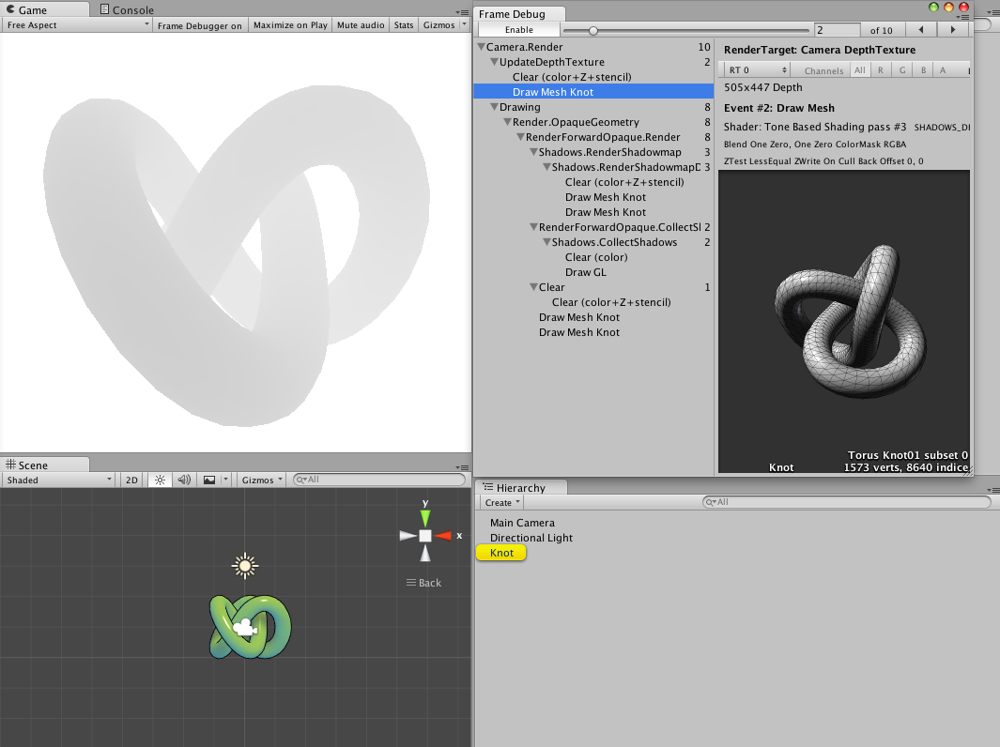 Game
Console
Free Aspect
Frame Debugger on
Maximize on Play
Mute audio
Stats
Gizmos
Frame Debug
Enable
2
of 10
Camera.Render 10
UpdateDepthTexture 2
Clear (color+Z+stencil)
Draw Mesh Knot
Drawing 8
Render.OpaqueGeometry 8
RenderForwardOpaque.Render 8
Shadows.RenderShadowmap 3
Shadows.RenderShadowmapD 3
Clear (color+Z+stencil)
Draw Mesh Knot
Draw Mesh Knot
RenderForwardOpaque.CollectSl 2
Shadows.CollectShadows 2
Clear (color)
Draw GL
Clear 1
Clear (color+Z+stencil)
Draw Mesh Knot
Draw Mesh Knot
RenderTarget: Camera DepthTexture
RT 0 Channels All R G B A
505x447 Depth
Event #2: Draw Mesh
Shader: Tone Based Shading pass #3 SHADOWS_DE
Blend One Zero, One Zero ColorMask RGBA
ZTest LessEqual ZWrite On Cull Back Offset 0, 0
Torus Knot01 subset 0
Knot 1573 verts, 8640 indice
Scene
Shaded 2D Gizmos All
y
x
Back
Hierarchy
Create All
Main Camera
Directional Light
Knot